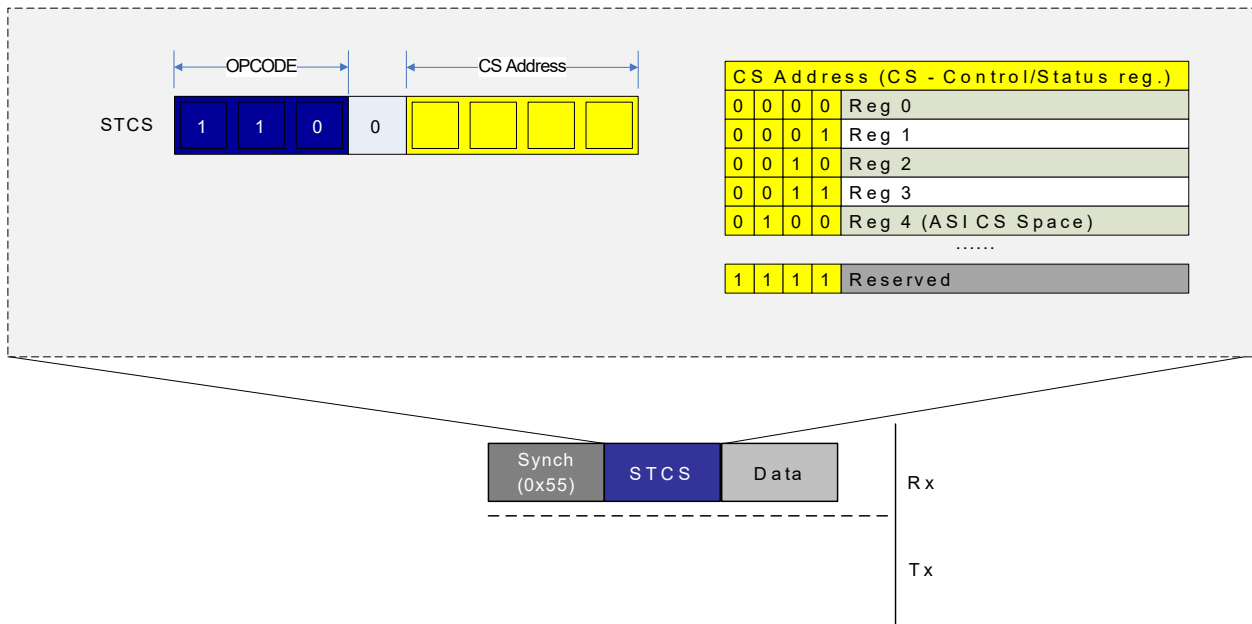 OPCODE CS Address
STCS 1 1 0 0
CS Address (CS - Control/Status reg.)
0 0 0 0 Reg 0
0 0 0 1 Reg 1
0 0 1 0 Reg 2
0 0 1 1 Reg 3
0 1 0 0 Reg 4 (ASICS Space)
......
1 1 1 1 Reserved
Synch
(0x55)
STCS
Data
Rx
Tx